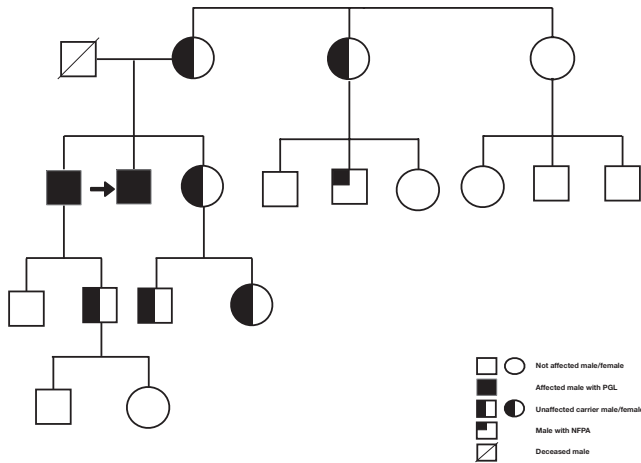 Not affected male/female
Affected male with PGL
Unaffected carrier male/female
Male with NFPA
Deceased male